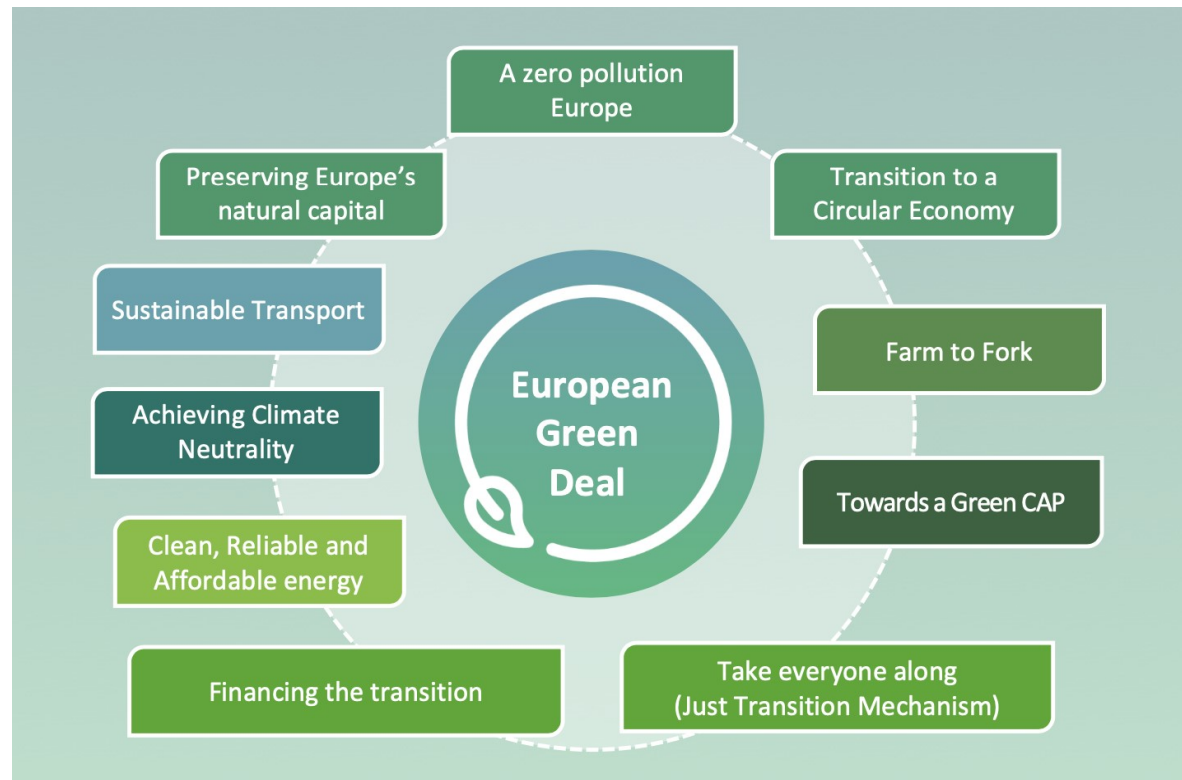 A zero pollution
Europe
Preserving Europe's
natural capital
Transition to a
Circular Economy
Sustainable Transport
Farm to Fork
European
Green
Deal
Achieving Climate
Neutrality
Towards a Green CAP
Clean, Reliable and
Affordable energy
Financing the transition
Take everyone along
(Just Transition Mechanism)